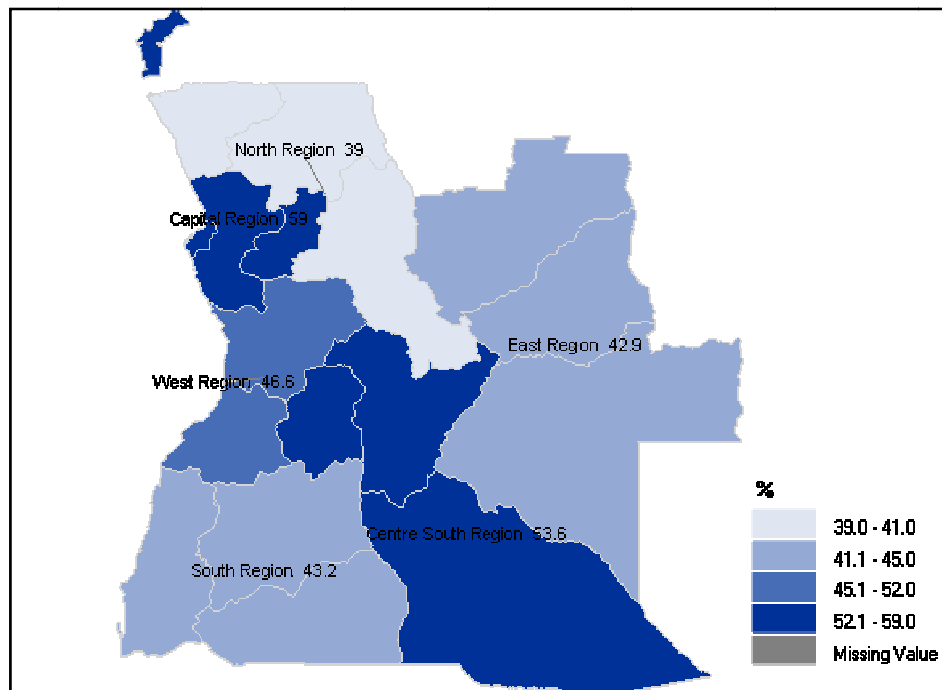 North Region 39
Capital Region 59
East Region 42.9
West Region 46.6
Centre South Region 53.6
South Region 43.2
%
39.0 - 41.0
41.1 - 45.0
45.1 - 52.0
52.1 - 59.0
Missing Value